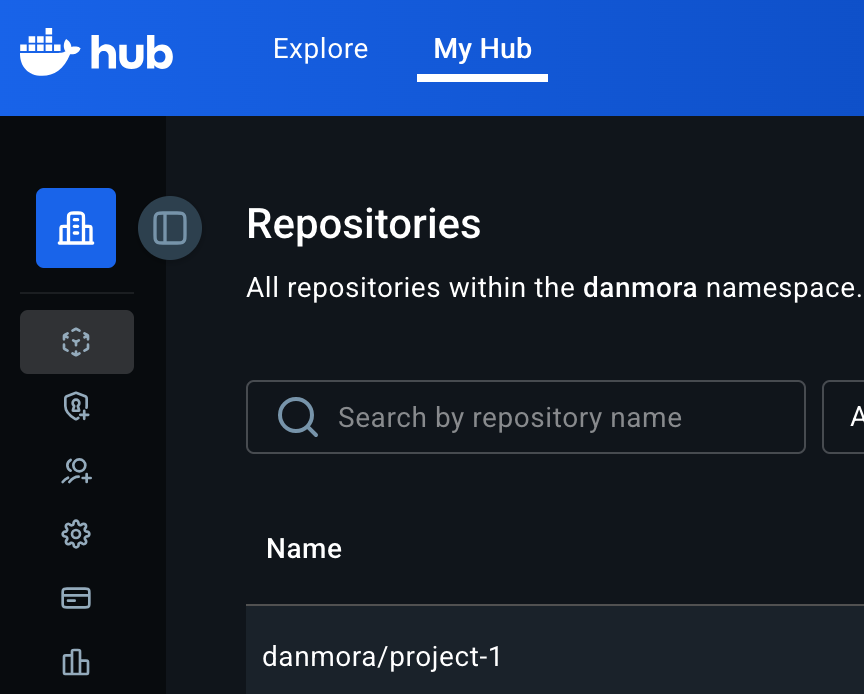 hub
Explore
My Hub
Repositories
All repositories within the danmora namespace.
Search by repository name
A
Name
danmora/project-1